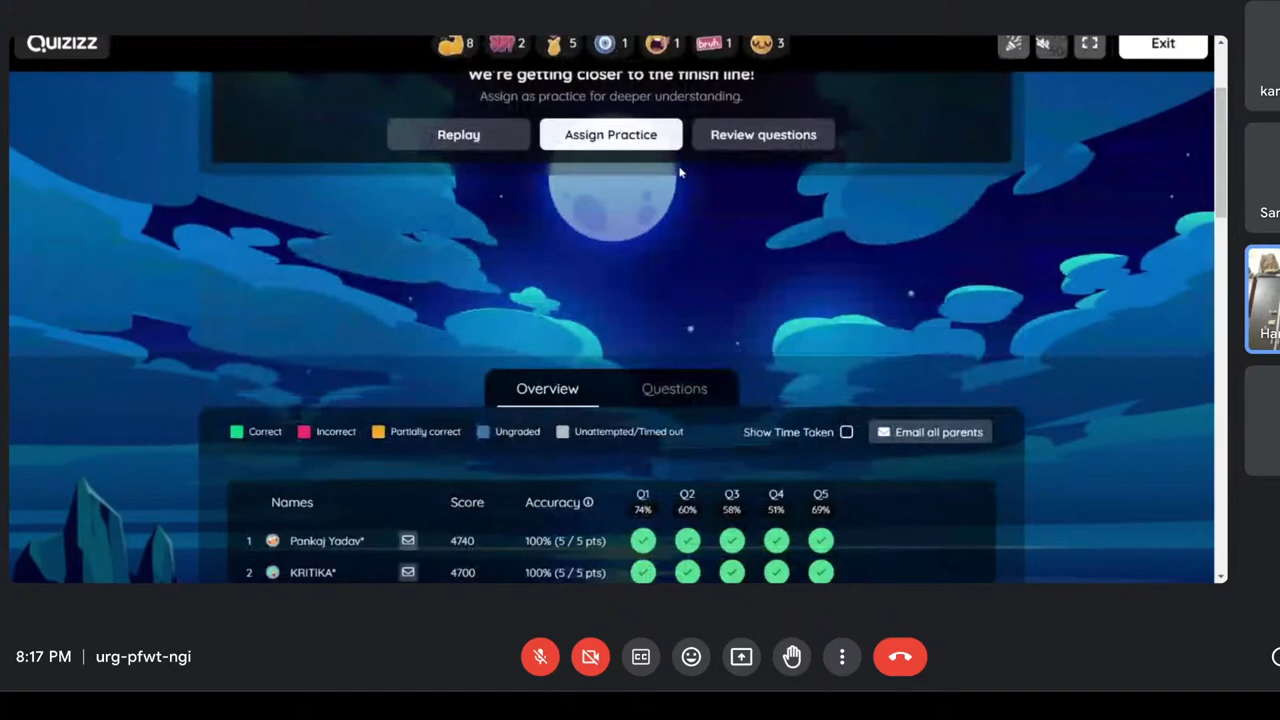 Quizizz
8 2 5 1 1 bruh 1 3
Exit
We're getting closer to the finish line!
Assign as practice for deeper understanding.
Replay Assign Practice Review questions
kar
Sar
Har
Overview Questions
Correct Incorrect Partially correct Ungraded Unattempted/Timed out Show Time Taken Email all parents
Names Score Accuracy Q1 Q2 Q3 Q4 Q5
74% 60% 58% 51% 69%
1 Pankaj Yadav* 4740 100% (5 / 5 pts)
2 KRITIKA* 4700 100% (5 / 5 pts)
8:17 PM | urg-pfwt-ngi